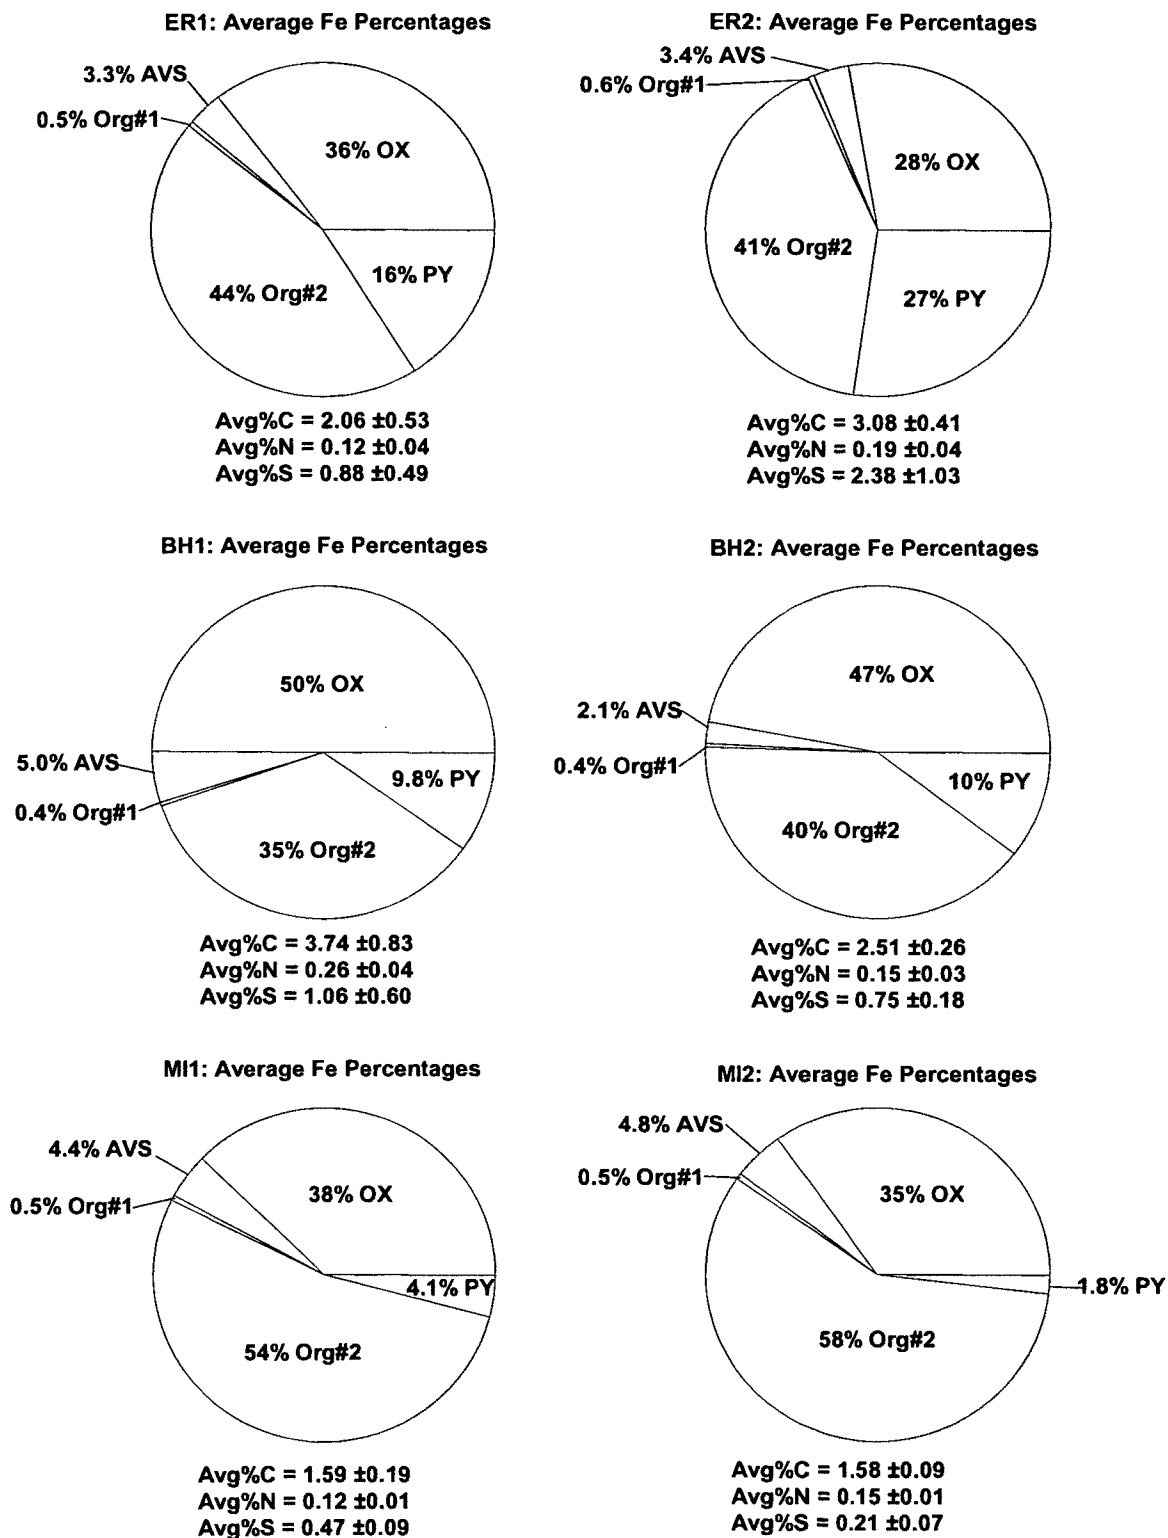 ER1: Average Fe Percentages
3.3% AVS
0.5% Org#1
36% OX
44% Org#2
16% PY
Avg%C = 2.06 ±0.53
Avg%N = 0.12 ±0.04
Avg%S = 0.88 ±0.49
ER2: Average Fe Percentages
3.4% AVS
0.6% Org#1
28% OX
41% Org#2
27% PY
Avg%C = 3.08 ±0.41
Avg%N = 0.19 ±0.04
Avg%S = 2.38 ±1.03
BH1: Average Fe Percentages
50% OX
5.0% AVS
9.8% PY
0.4% Org#1
35% Org#2
Avg%C = 3.74 ±0.83
Avg%N = 0.26 ±0.04
Avg%S = 1.06 ±0.60
BH2: Average Fe Percentages
47% OX
2.1% AVS
0.4% Org#1
10% PY
40% Org#2
Avg%C = 2.51 ±0.26
Avg%N = 0.15 ±0.03
Avg%S = 0.75 ±0.18
MI1: Average Fe Percentages
4.4% AVS
0.5% Org#1
38% OX
4.1% PY
54% Org#2
Avg%C = 1.59 ±0.19
Avg%N = 0.12 ±0.01
Avg%S = 0.47 ±0.09
MI2: Average Fe Percentages
4.8% AVS
0.5% Org#1
35% OX
1.8% PY
58% Org#2
Avg%C = 1.58 ±0.09
Avg%N = 0.15 ±0.01
Avg%S = 0.21 ±0.07